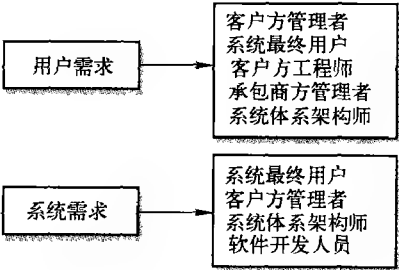 用户需求
客户方管理者
系统最终用户
客户方工程师
承包商方管理者
系统体系架构师
系统需求
系统最终用户
客户方管理者
系统体系架构师
软件开发人员